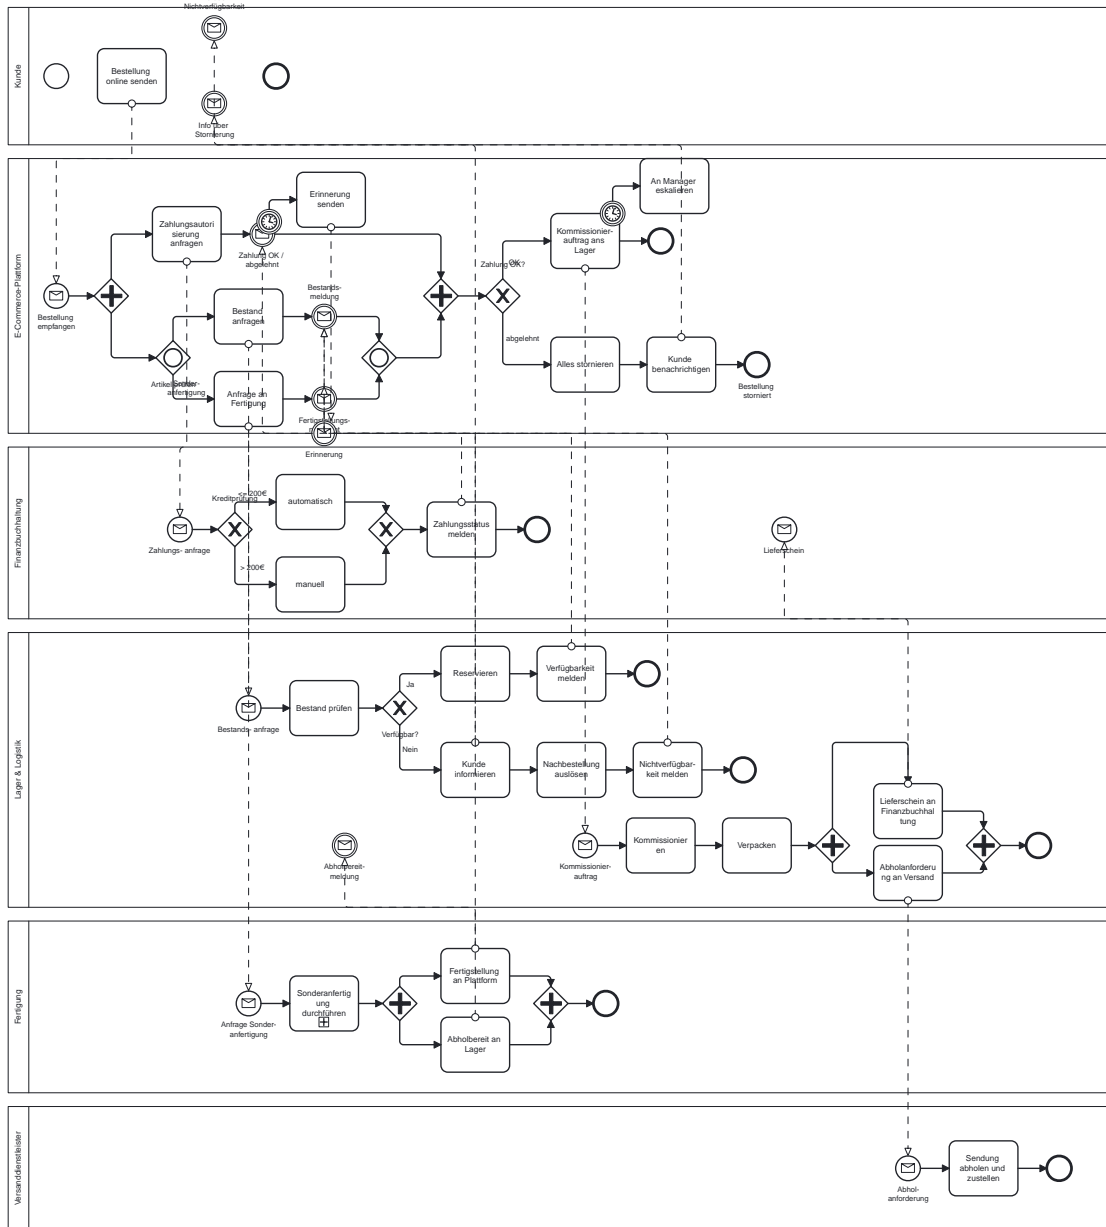 Kunde
Nichtverfügbarkeit
Bestellung
online senden
Info über
Stornierung
E-Commerce-Plattform
Bestellung
empfangen
Zahlungsautori
sierung
anfragen
Zahlung OK /
abgelehnt
Erinnerung
senden
Bestands-
meldung
Bestand
anfragen
Artikel
Sonder-
anfertigung
Anfrage an
Fertigung
Erinnerung
Zahlung OK?
OK
abgelehnt
Kommissionier-
auftrag ans
Lager
An Manager
eskalieren
Alles stornieren
Kunde
benachrichtigen
Bestellung
storniert
Finanzbuchhaltung
Zahlungs- anfrage
Kreditprüfung
<= 200€
> 200€
automatisch
manuell
Zahlungsstatus
melden
Lieferschein
Lager & Logistik
Bestands- anfrage
Bestand prüfen
Verfügbar?
Ja
Nein
Reservieren
Verfügbarkeit
melden
Kunde
informieren
Nachbestellung
auslösen
Nichtverfügbar-
keit melden
Abholbereit-
meldung
Kommissionier-
auftrag
Kommissionier
en
Verpacken
Lieferschein an
Finanzbuchhal
tung
Abholanforderu
ng an Versand
Fertigung
Anfrage Sonder-
anfertigung
Sonderanfertig
ung
durchführen
Fertigstellung
an Plattform
Abholbereit an
Lager
Versanddienstleister
Abhol-
anforderung
Sendung
abholen und
zustellen